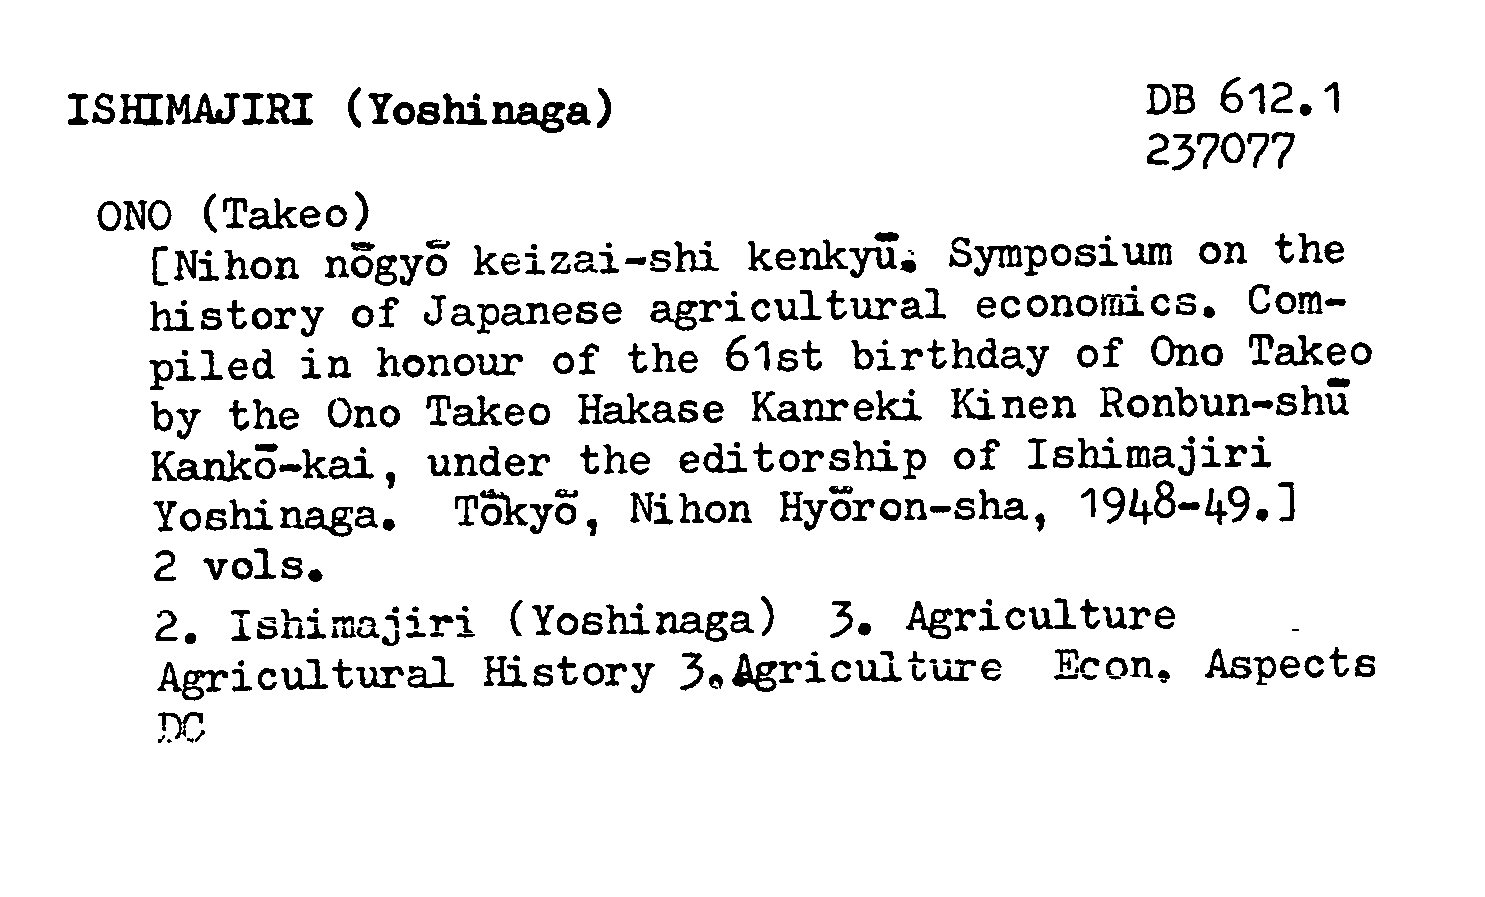 ISHIMAJIRI (Yoshinaga)
DB 612.1
237077
ONO (Takeo)
[Nihon nōgyō keizai-shi kenkyū. Symposium on the
history of Japanese agricultural economics. Com-
piled in honour of the 61st birthday of Ono Takeo
by the Ono Takeo Hakase Kanreki Kinen Ronbun-shū
Kankō-kai, under the editorship of Ishimajiri
Yoshinaga. Tōkyō, Nihon Hyōron-sha, 1948-49.]
2 vols.
2. Ishimajiri (Yoshinaga) 3. Agriculture
Agricultural History 3.Agriculture Econ. Aspects
DC